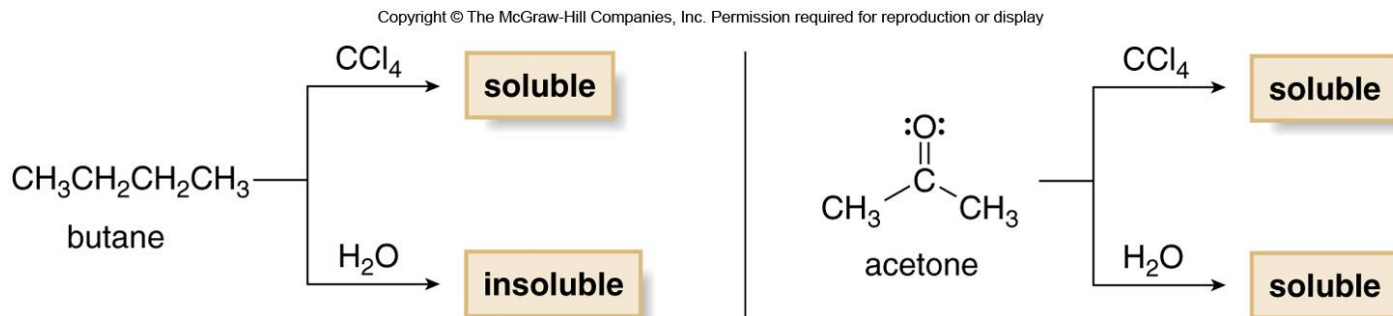 Copyright © The McGraw-Hill Companies, Inc. Permission required for reproduction or display
CCl₄
soluble
CH₃CH₂CH₂CH₃
butane
H₂O
insoluble
CCl₄
soluble
:O:
C
CH₃ CH₃
acetone
H₂O
soluble